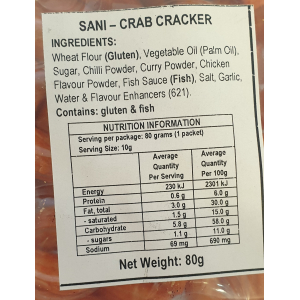 SANI – CRAB CRACKER
INGREDIENTS:
Wheat Flour (Gluten), Vegetable Oil (Palm Oil),
Sugar, Chilli Powder, Curry Powder, Chicken
Flavour Powder, Fish Sauce (Fish), Salt, Garlic,
Water & Flavour Enhancers (621).
Contains: gluten & fish
NUTRITION INFORMATION
Serving per package: 80 grams (1 packet)
Serving Size: 10g
Average Quantity Per Serving Average Quantity Per 100g
Energy 230 kJ 2301 kJ
Protein 0.6 g 6.0 g
Fat, total 3.0 g 30.0 g
- saturated 1.5 g 15.0 g
Carbohydrate 5.8 g 58.0 g
- sugars 1.1 g 11.0 g
Sodium 69 mg 690 mg
Net Weight: 80g